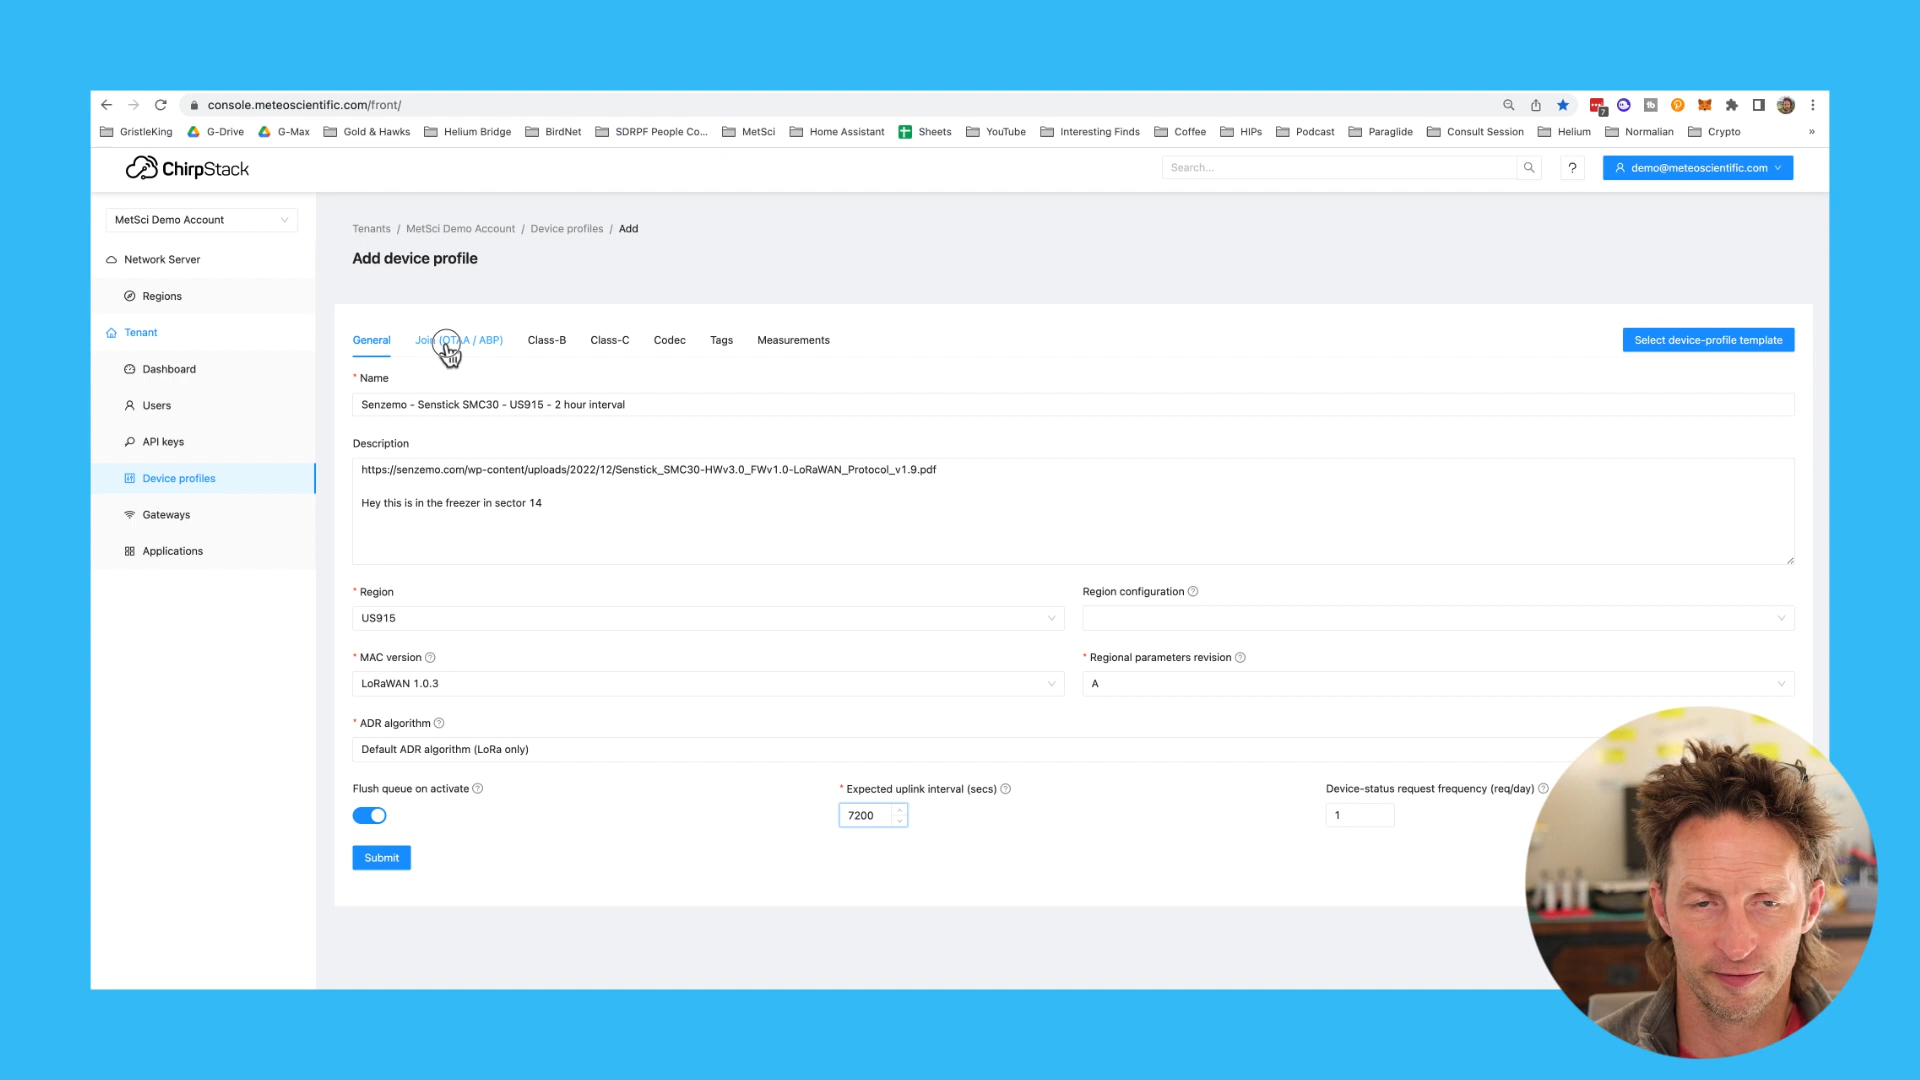 console.meteoscientific.com/front/
7
GristleKing G-Drive G-Max Gold & Hawks Helium Bridge BirdNet SDRPF People Co... MetSci Home Assistant Sheets YouTube Interesting Finds Coffee HIPs Podcast Paraglide Consult Session Helium Normalian Crypto »
ChirpStack
Search...
?
demo@meteoscientific.com
MetSci Demo Account
Network Server
Regions
Tenant
Dashboard
Users
API keys
Device profiles
Gateways
Applications
Tenants / MetSci Demo Account / Device profiles / Add
Add device profile
General Join (OTAA / ABP) Class-B Class-C Codec Tags Measurements
Select device-profile template
* Name
Senzemo - Senstick SMC30 - US915 - 2 hour interval
Description
https://senzemo.com/wp-content/uploads/2022/12/Senstick_SMC30-HWv3.0_FWv1.0-LoRaWAN_Protocol_v1.9.pdf
Hey this is in the freezer in sector 14
* Region
US915
Region configuration
* MAC version
LoRaWAN 1.0.3
* Regional parameters revision
A
* ADR algorithm
Default ADR algorithm (LoRa only)
Flush queue on activate
* Expected uplink interval (secs)
7200
Device-status request frequency (req/day)
1
Submit